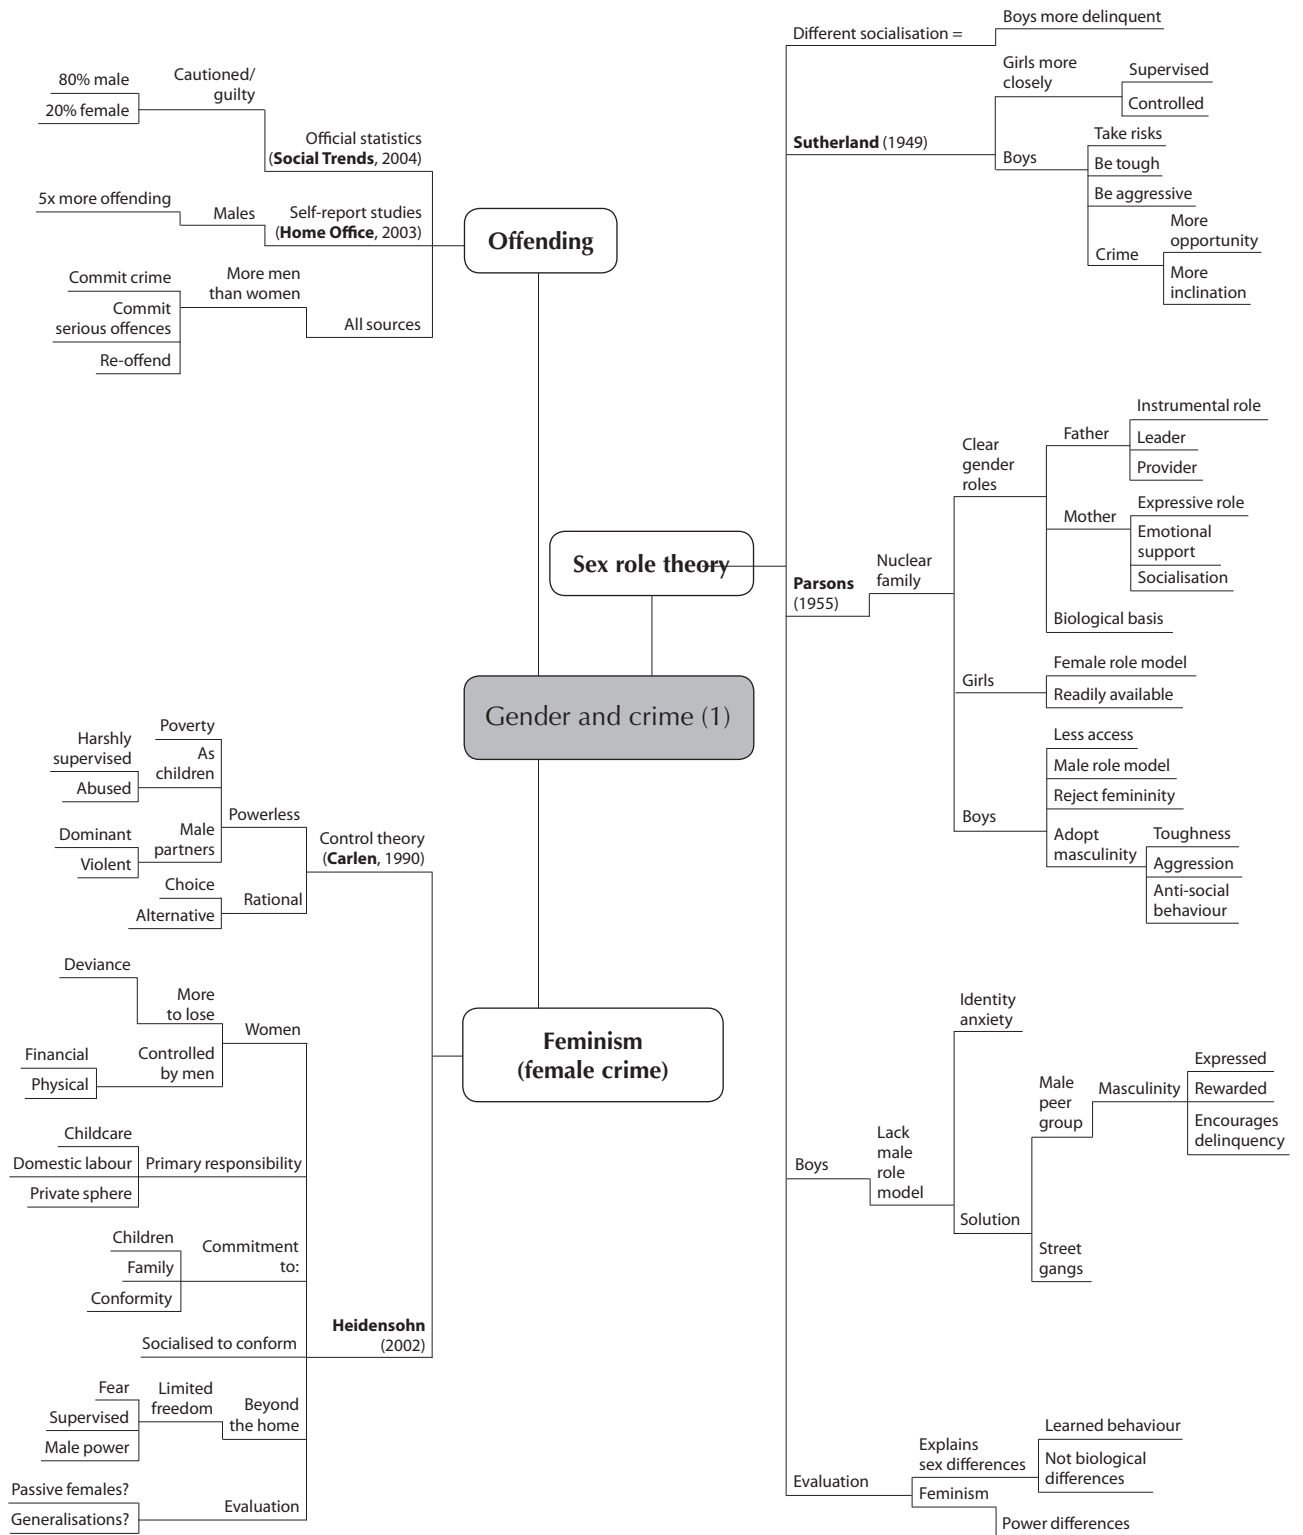 80% male
20% female
Cautioned/
guilty
Official statistics
(Social Trends, 2004)
5x more offending
Males
Self-report studies
(Home Office, 2003)
Commit crime
Commit
serious offences
Re-offend
More men
than women
All sources
Offending
Different socialisation =
Boys more delinquent
Sutherland (1949)
Girls more
closely
Supervised
Controlled
Boys
Take risks
Be tough
Be aggressive
Crime
More
opportunity
More
inclination
Sex role theory
Parsons
(1955)
Nuclear
family
Clear
gender
roles
Father
Instrumental role
Leader
Provider
Mother
Expressive role
Emotional
support
Socialisation
Biological basis
Girls
Female role model
Readily available
Boys
Less access
Male role model
Reject femininity
Adopt
masculinity
Toughness
Aggression
Anti-social
behaviour
Boys
Lack
male
role
model
Identity
anxiety
Solution
Male
peer
group
Masculinity
Expressed
Rewarded
Encourages
delinquency
Street
gangs
Evaluation
Explains
sex differences
Learned behaviour
Not biological
differences
Feminism
Power differences
Gender and crime (1)
Feminism
(female crime)
Control theory
(Carlen, 1990)
Powerless
Poverty
As
children
Harshly
supervised
Abused
Male
partners
Dominant
Violent
Rational
Choice
Alternative
Heidensohn
(2002)
Women
More
to lose
Deviance
Controlled
by men
Financial
Physical
Primary responsibility
Childcare
Domestic labour
Private sphere
Commitment
to:
Children
Family
Conformity
Socialised to conform
Beyond
the home
Limited
freedom
Fear
Supervised
Male power
Evaluation
Passive females?
Generalisations?